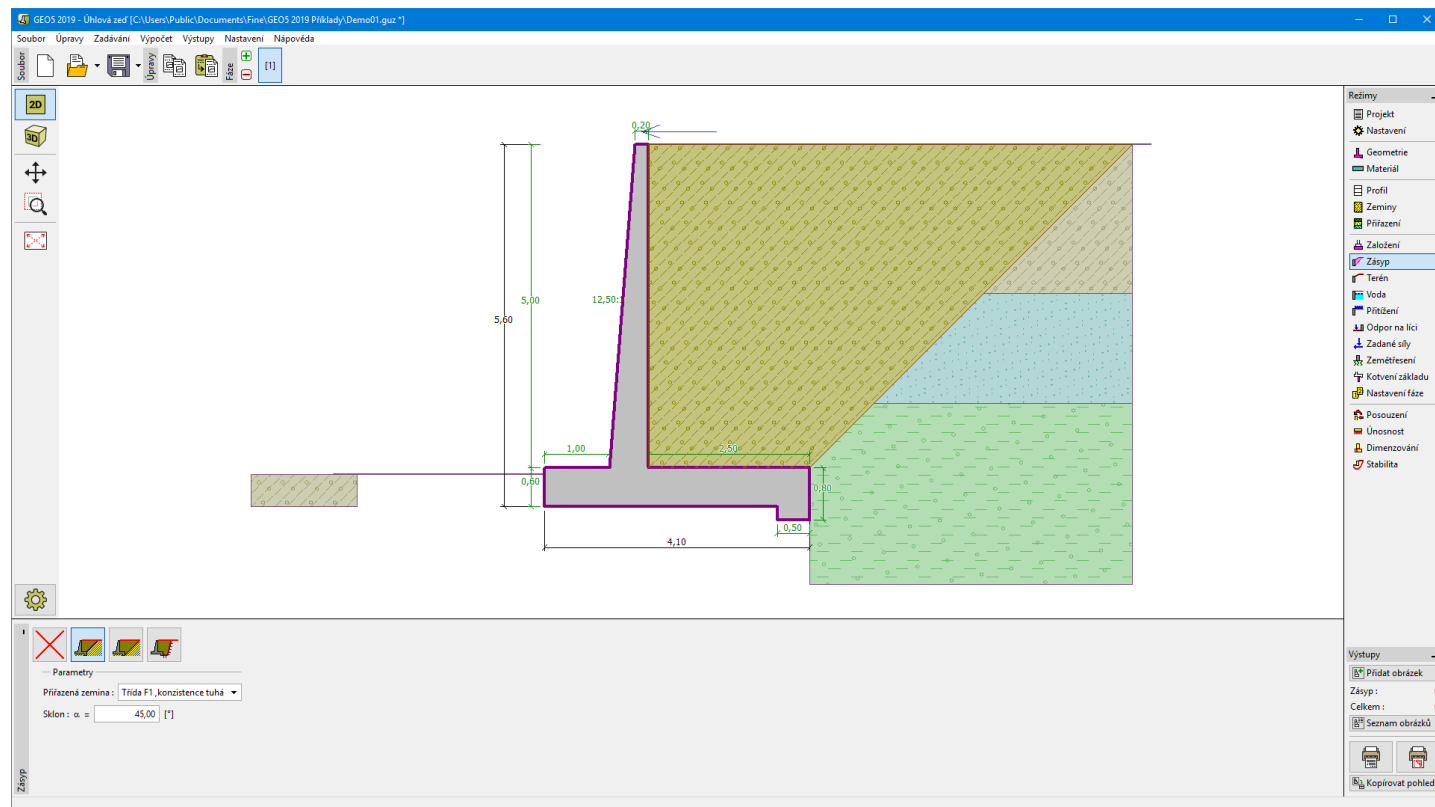 GEO5 2019 - Úhlová zeď [C:\Users\Public\Documents\Fine\GEO5 2019 Příklady\Demo01.guz *]
Soubor Úpravy Zadávání Výpočet Výstupy Nastavení Nápověda
Soubor
Úpravy
Fáze
[1]
2D
3D
0,20
5,00
12,50:
5,60
1,00
2,50
0,60
0,80
0,50
4,10
Režimy
Projekt
Nastavení
Geometrie
Materiál
Profil
Zeminy
Přiřazení
Založení
Zásyp
Terén
Voda
Přitížení
Odpor na líci
Zadané síly
Zemětřesení
Kotvení základu
Nastavení fáze
Posouzení
Únosnost
Dimenzování
Stabilita
Parametry
Přiřazená zemina : Třída F1 ,konzistence tuhá
Sklon : α = 45,00 [°]
Zásyp
Výstupy
Přidat obrázek
Zásyp :
Celkem :
Seznam obrázků
Kopírovat pohled